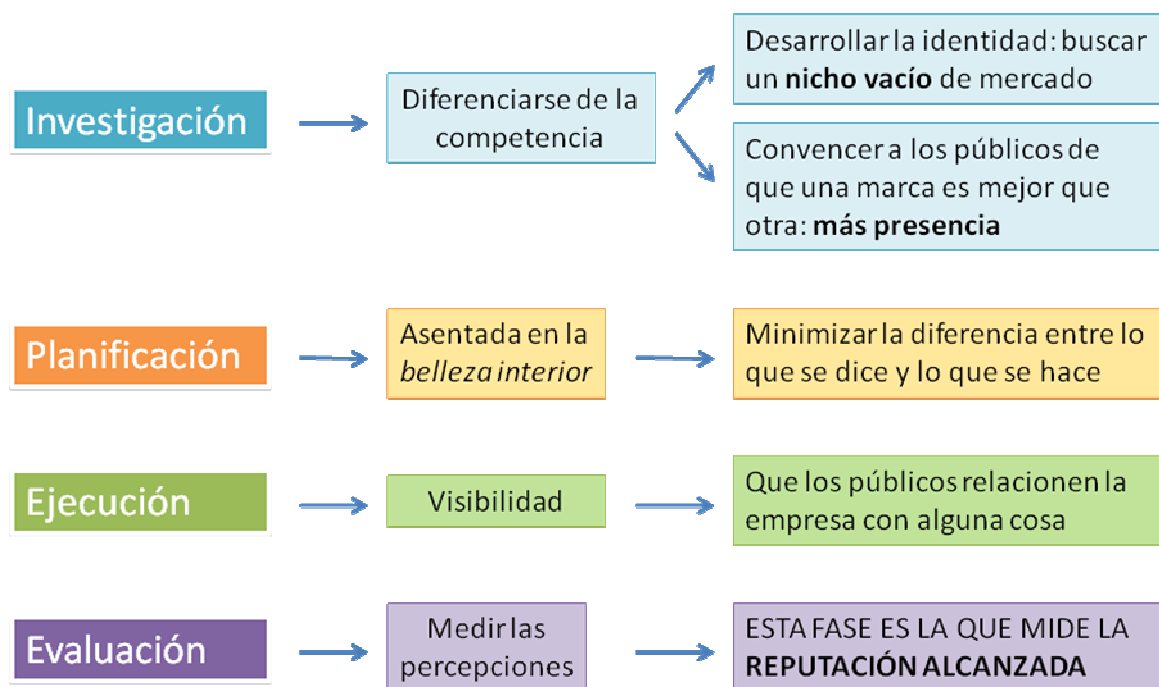 Investigación
Diferenciarse de la
competencia
Desarrollar la identidad: buscar
un nicho vacío de mercado
Convencer a los públicos de
que una marca es mejor que
otra: más presencia
Planificación
Asentada en la
belleza interior
Minimizar la diferencia entre lo
que se dice y lo que se hace
Ejecución
Visibilidad
Que los públicos relacionen la
empresa con alguna cosa
Evaluación
Medir las
percepciones
ESTA FASE ES LA QUE MIDE LA
REPUTACIÓN ALCANZADA